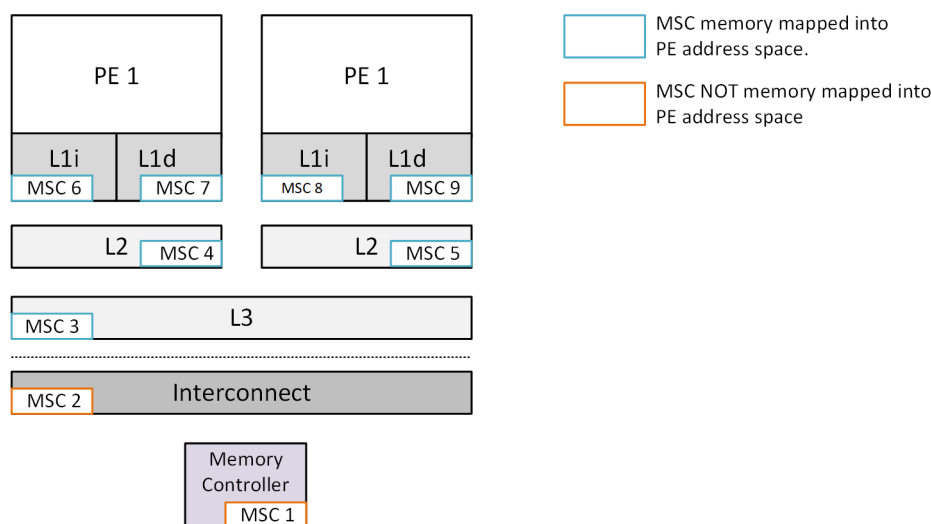 PE 1
PE 1
L1i
L1d
L1i
L1d
MSC 6
MSC 7
MSC 8
MSC 9
L2
MSC 4
L2
MSC 5
L3
MSC 3
Interconnect
MSC 2
Memory
Controller
MSC 1
MSC memory mapped into
PE address space.
MSC NOT memory mapped into
PE address space